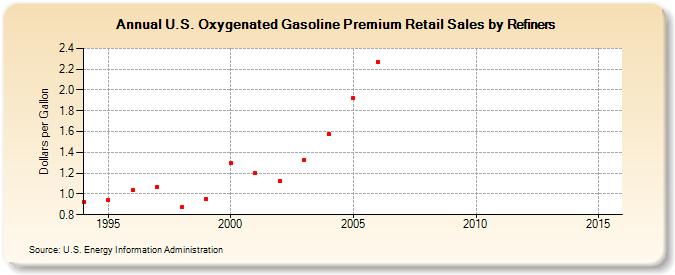 Annual U.S. Oxygenated Gasoline Premium Retail Sales by Refiners
Dollars per Gallon
2.4
2.2
2.0
1.8
1.6
1.4
1.2
1.0
0.8
1995 2000 2005 2010 2015
Source: U.S. Energy Information Administration